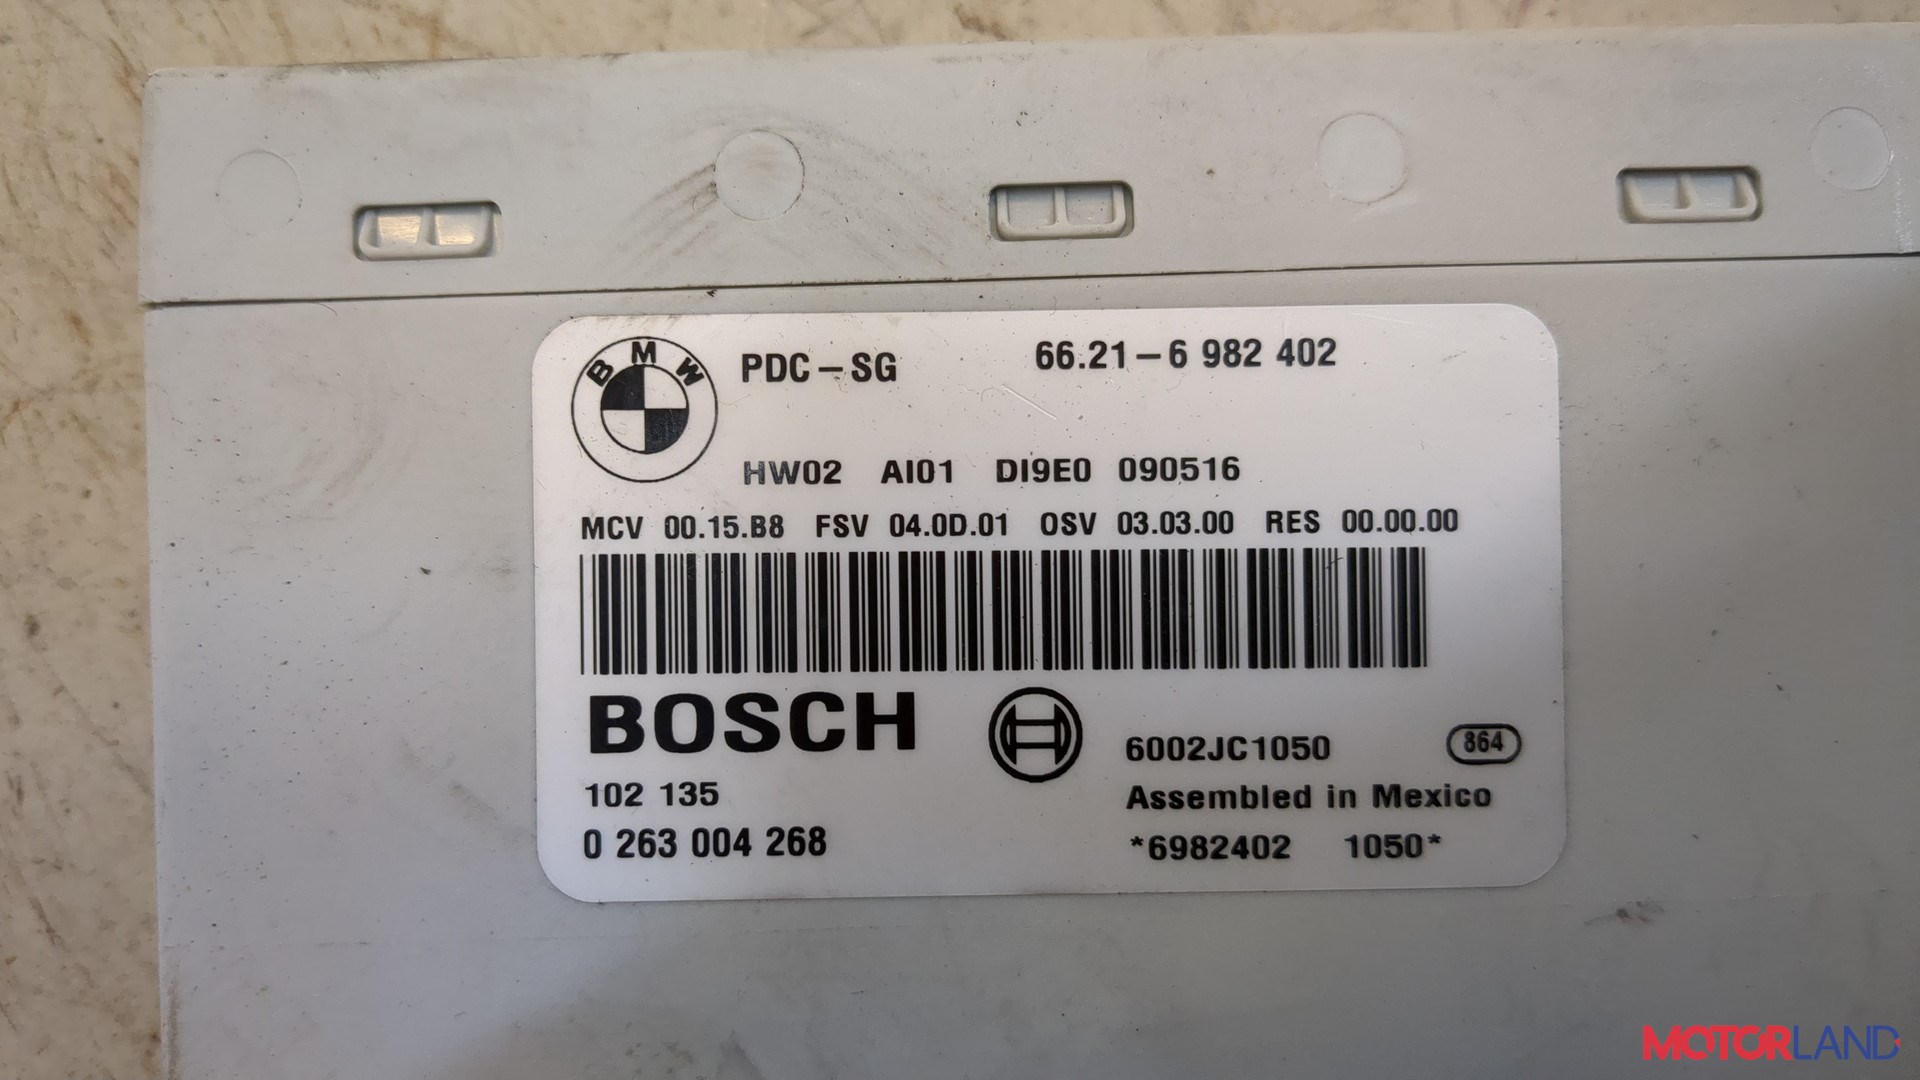 BMW
PDC-SG 66.21-6 982 402
HW02 AI01 DI9E0 090516
MCV 00.15.B8 FSV 04.0D.01 OSV 03.03.00 RES 00.00.00
BOSCH
6002JC1050 864
102 135
Assembled in Mexico
0 263 004 268
*6982402 1050*
MOTORLAND